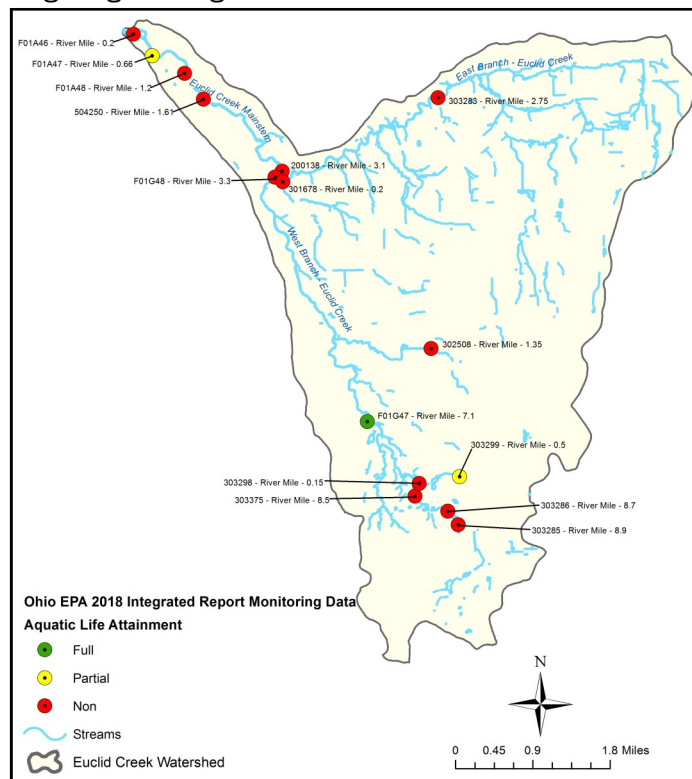 F01A46 - River Mile - 0.2
F01A47 - River Mile - 0.66
F01A48 - River Mile - 1.2
504250 - River Mile - 1.61
Euclid Creek Mainstem
East Branch - Euclid Creek
303283 - River Mile - 2.75
200138 - River Mile - 3.1
F01G48 - River Mile - 3.3
301678 - River Mile - 0.2
West Branch - Euclid Creek
302508 - River Mile - 1.35
F01G47 - River Mile - 7.1
303299 - River Mile - 0.5
303298 - River Mile - 0.15
303375 - River Mile - 8.5
303286 - River Mile - 8.7
303285 - River Mile - 8.9
Ohio EPA 2018 Integrated Report Monitoring Data
Aquatic Life Attainment
Full
Partial
Non
Streams
Euclid Creek Watershed
N
0 0.45 0.9 1.8 Miles